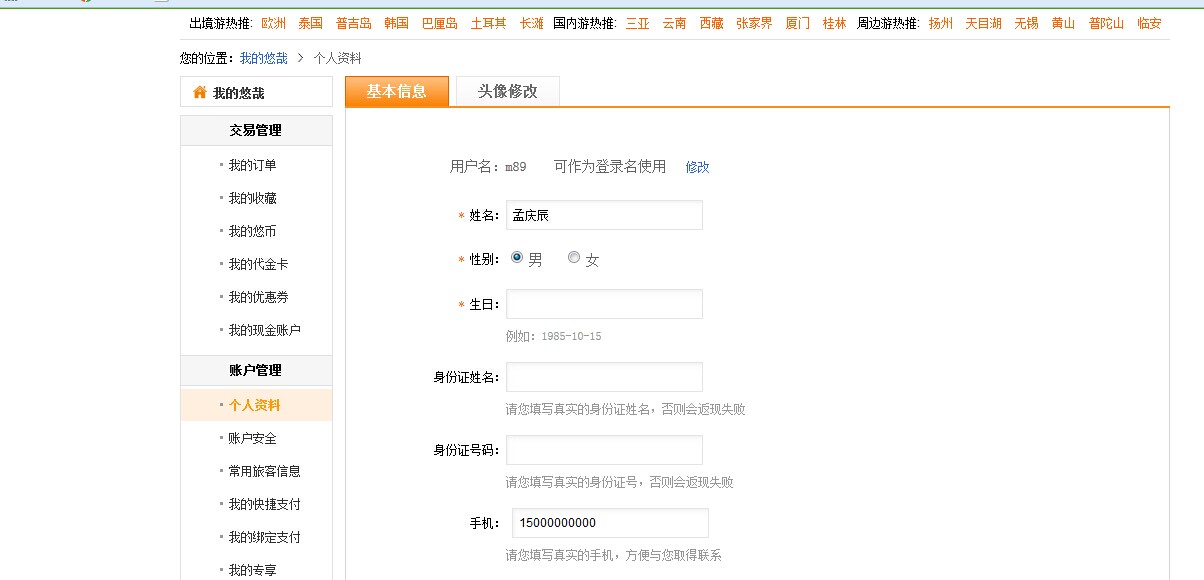 出境游热推: 欧洲 泰国 普吉岛 韩国 巴厘岛 土耳其 长滩 国内游热推: 三亚 云南 西藏 张家界 厦门 桂林 周边游热推: 扬州 天目湖 无锡 黄山 普陀山 临安
您的位置: 我的悠哉 > 个人资料
我的悠哉
基本信息 头像修改
交易管理
我的订单
我的收藏
我的悠币
我的代金卡
我的优惠券
我的现金账户
账户管理
个人资料
账户安全
常用旅客信息
我的快捷支付
我的绑定支付
我的专享
用户名: m89 可作为登录名使用 修改
* 姓名: 孟庆辰
* 性别: 男 女
* 生日:
例如: 1985-10-15
身份证姓名:
请您填写真实的身份证姓名，否则会返现失败
身份证号码:
请您填写真实的身份证号，否则会返现失败
手机: 15000000000
请您填写真实的手机，方便与您取得联系